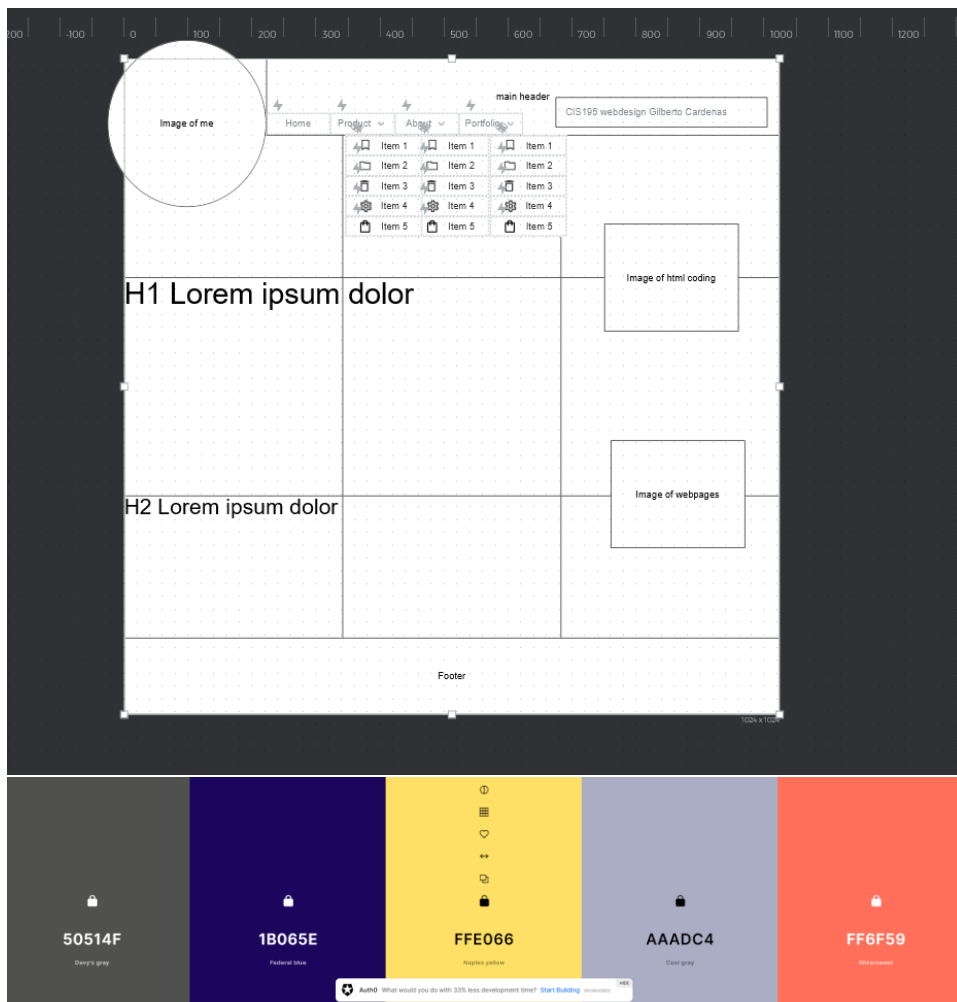 200 -100 0 100 200 300 400 500 600 700 800 900 1000 1100 1200
main header
Image of me
Home Product About Portfolio
CIS195 webdesign Gilberto Cardenas
Item 1 Item 1 Item 1
Item 2 Item 2 Item 2
Item 3 Item 3 Item 3
Item 4 Item 4 Item 4
Item 5 Item 5 Item 5
Image of html coding
H1 Lorem ipsum dolor
Image of webpages
H2 Lorem ipsum dolor
Footer
1024 x 1024
50514F 1B065E FFE066 AAADC4 FF6F59
Davy's gray Federal blue Naples yellow Cool gray Bittersweet
HIDE
Auth0 What would you do with 33% less development time? Start Building SPONSORED